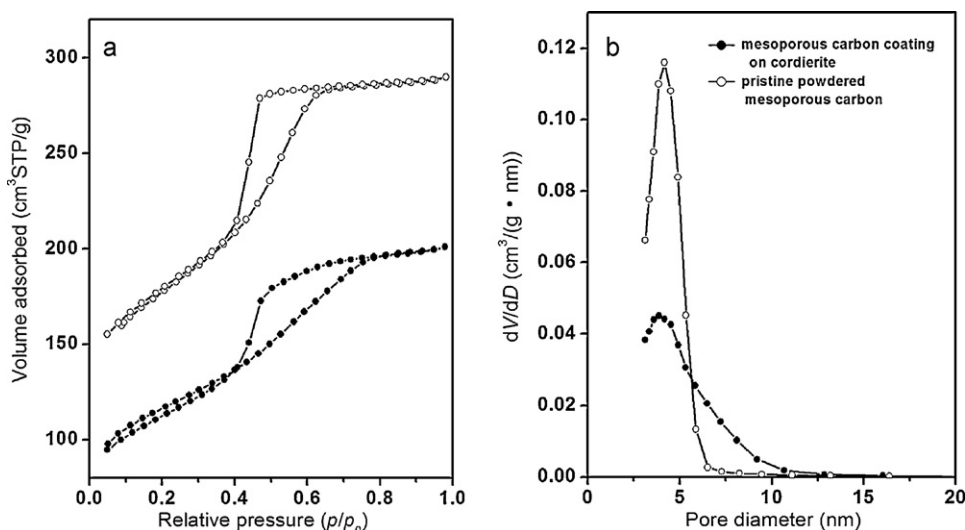 a
300
250
200
150
100
Volume adsorbed (cm³STP/g)
0.0 0.2 0.4 0.6 0.8 1.0
Relative pressure (p/p₀)
b
mesoporous carbon coating
on cordierite
pristine powdered
mesoporous carbon
0.12
0.10
0.08
0.06
0.04
0.02
0.00
dV/dD (cm³/(g • nm))
0 5 10 15 20
Pore diameter (nm)